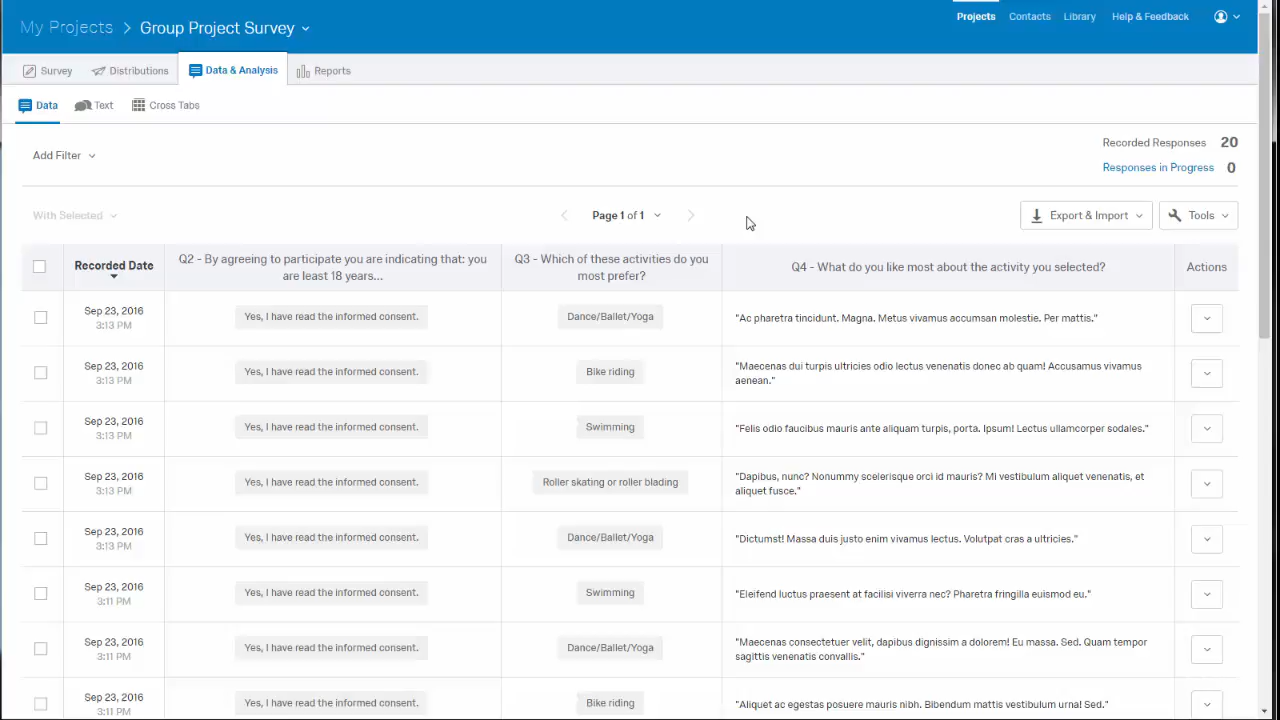 My Projects > Group Project Survey
Projects Contacts Library Help & Feedback
Survey Distributions Data & Analysis Reports
Data Text Cross Tabs
Recorded Responses 20
Add Filter
Responses in Progress 0
With Selected Page 1 of 1 Export & Import Tools
Recorded Date
Q2 - By agreeing to participate you are indicating that: you
are least 18 years...
Q3 - Which of these activities do you
most prefer?
Q4 - What do you like most about the activity you selected?
Actions
Sep 23, 2016
3:13 PM
Yes, I have read the informed consent.
Dance/Ballet/Yoga
"Ac pharetra tincidunt. Magna. Metus vivamus accumsan molestie. Per mattis."
Sep 23, 2016
3:13 PM
Yes, I have read the informed consent.
Bike riding
"Maecenas dui turpis ultricies odio lectus venenatis donec ab quam! Accusamus vivamus
aenean."
Sep 23, 2016
3:13 PM
Yes, I have read the informed consent.
Swimming
"Felis odio faucibus mauris ante aliquam turpis, porta. Ipsum! Lectus ullamcorper sodales."
Sep 23, 2016
3:13 PM
Yes, I have read the informed consent.
Roller skating or roller blading
"Dapibus, nunc? Nonummy scelerisque orci id mauris? Mi vestibulum aliquet venenatis, et
aliquet fusce."
Sep 23, 2016
3:13 PM
Yes, I have read the informed consent.
Dance/Ballet/Yoga
"Dictumst! Massa duis justo enim vivamus lectus. Volutpat cras a ultricies."
Sep 23, 2016
3:11 PM
Yes, I have read the informed consent.
Swimming
"Eleifend luctus praesent at facilisi viverra nec? Pharetra fringilla euismod eu."
Sep 23, 2016
3:11 PM
Yes, I have read the informed consent.
Dance/Ballet/Yoga
"Maecenas consectetuer velit, dapibus dignissim a dolorem! Eu massa. Sed. Quam tempor
sagittis venenatis convallis."
Sep 23, 2016
3:11 PM
Yes, I have read the informed consent.
Bike riding
"Aliquet ac egestas posuere mauris nibh. Bibendum mattis vestibulum urna! Sed."